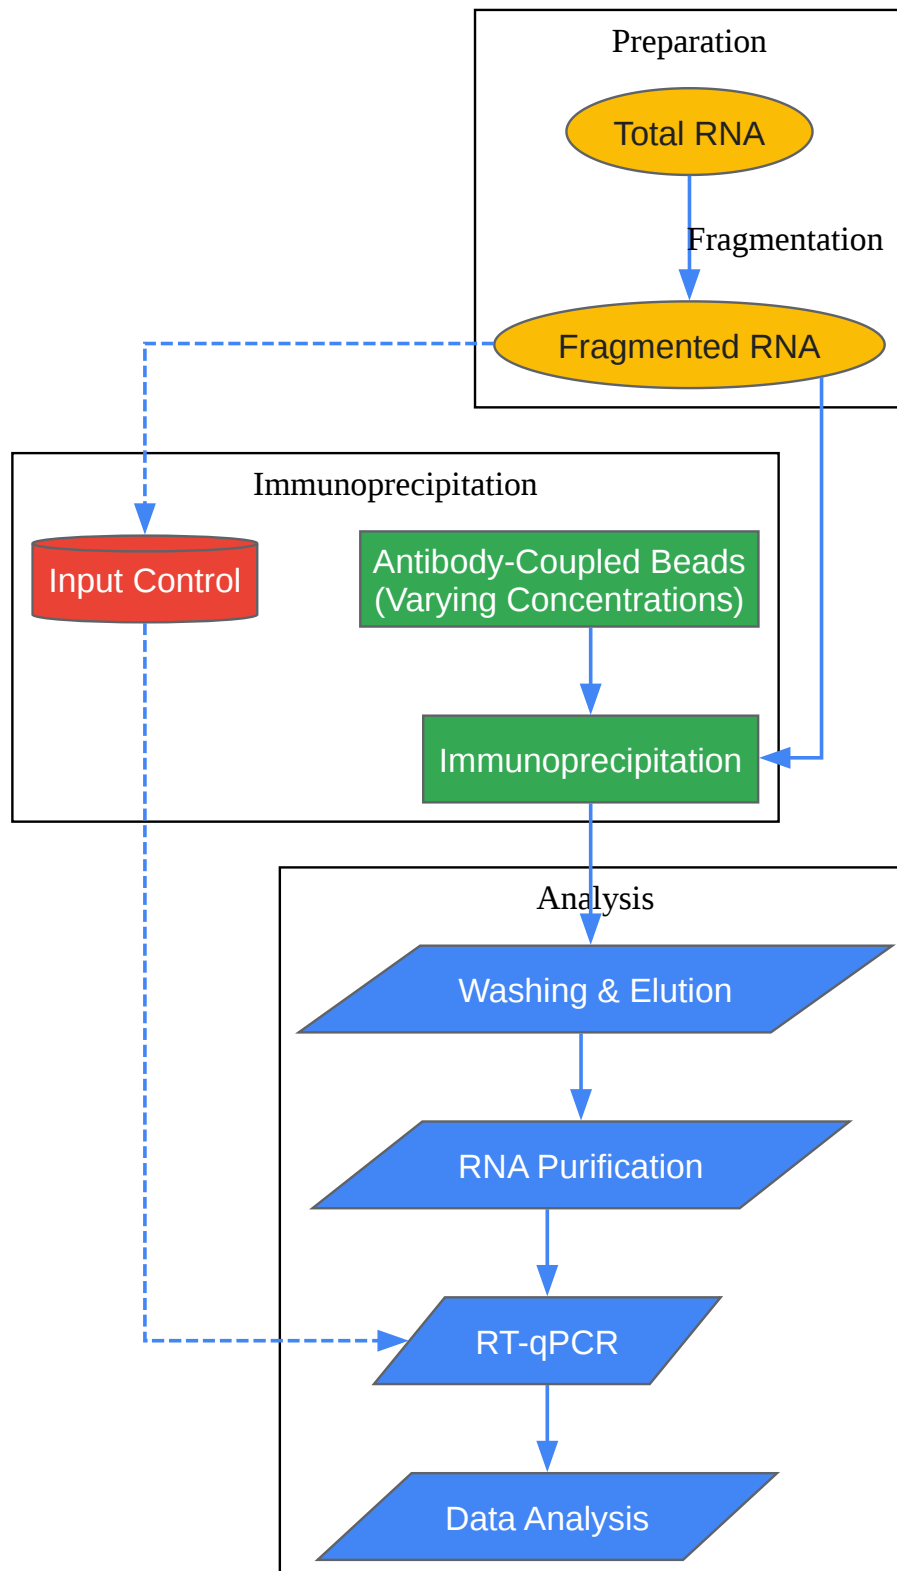 Preparation
Total RNA
Fragmentation
Fragmented RNA
Immunoprecipitation
Input Control
Antibody-Coupled Beads
(Varying Concentrations)
Immunoprecipitation
Analysis
Washing & Elution
RNA Purification
RT-qPCR
Data Analysis